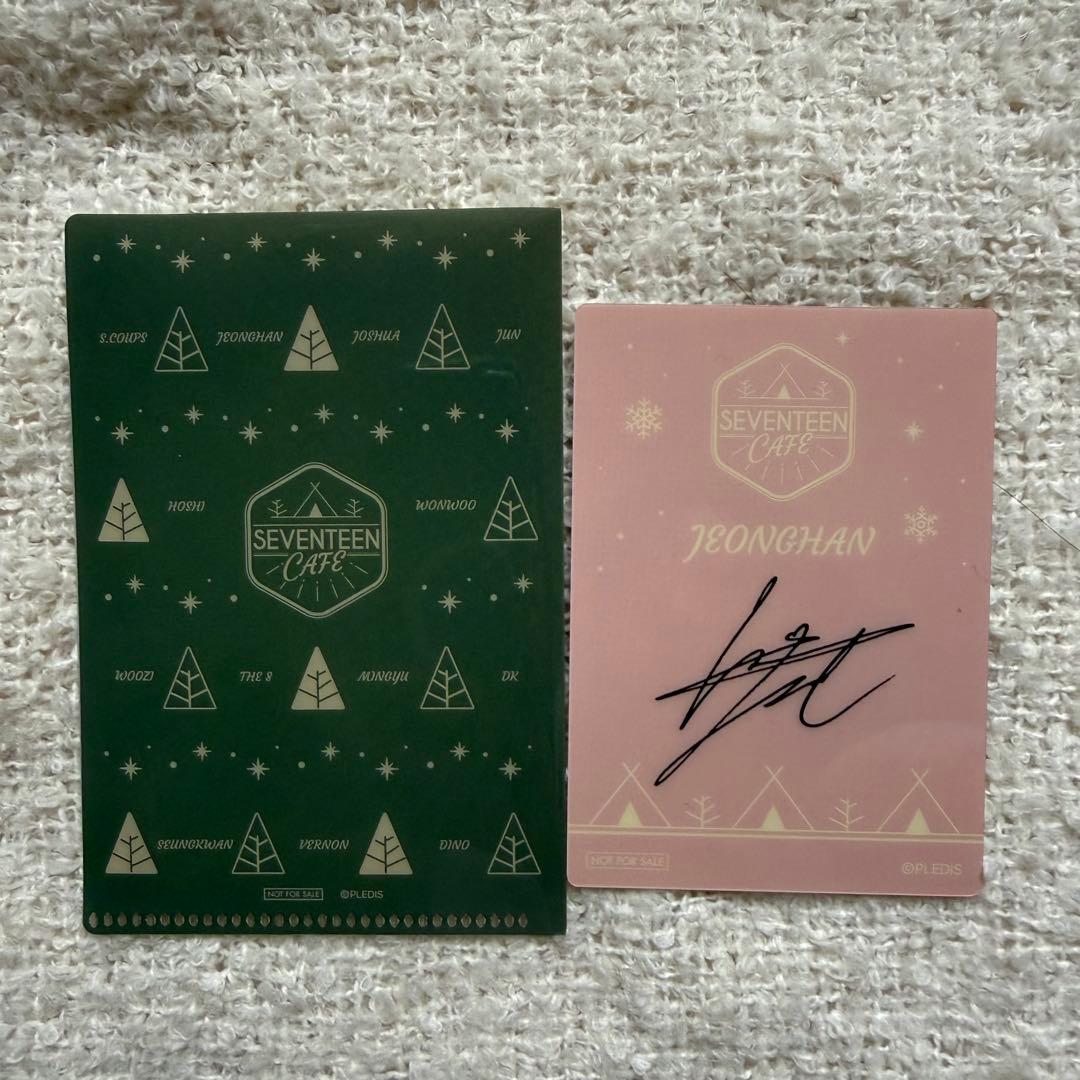 S.COUPS JEONGHAN JOSHUA JUN
HOSHI WONWOO
SEVENTEEN
CAFE
WOOZI THE 8 MINGYU DK
SEUNGKWAN VERNON DINO
NOT FOR SALE ©PLEDIS
SEVENTEEN
CAFE
JEONGHAN
NOT FOR SALE ©PLEDIS